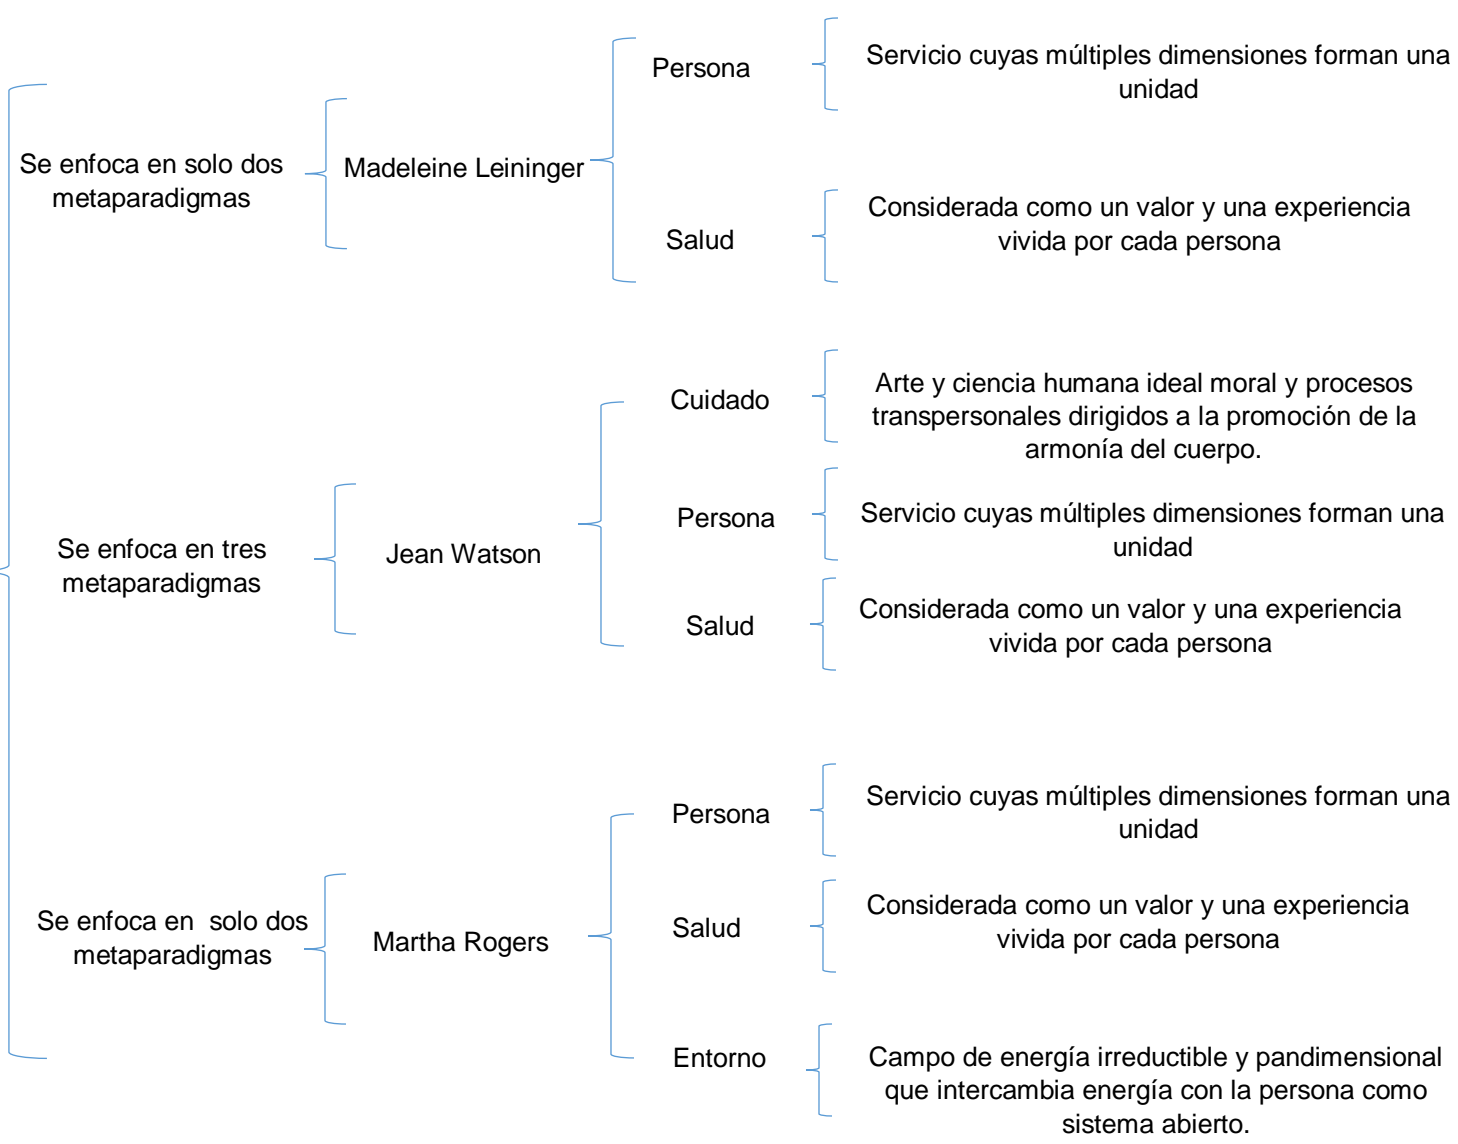 Se enfoca en solo dos
metaparadigmas
Madeleine Leininger
Persona
Servicio cuyas múltiples dimensiones forman una
unidad
Salud
Considerada como un valor y una experiencia
vivida por cada persona
Se enfoca en tres
metaparadigmas
Jean Watson
Cuidado
Arte y ciencia humana ideal moral y procesos
transpersonales dirigidos a la promoción de la
armonía del cuerpo.
Persona
Servicio cuyas múltiples dimensiones forman una
unidad
Salud
Considerada como un valor y una experiencia
vivida por cada persona
Se enfoca en  solo dos
metaparadigmas
Martha Rogers
Persona
Servicio cuyas múltiples dimensiones forman una
unidad
Salud
Considerada como un valor y una experiencia
vivida por cada persona
Entorno
Campo de energía irreductible y pandimensional
que intercambia energía con la persona como
sistema abierto.